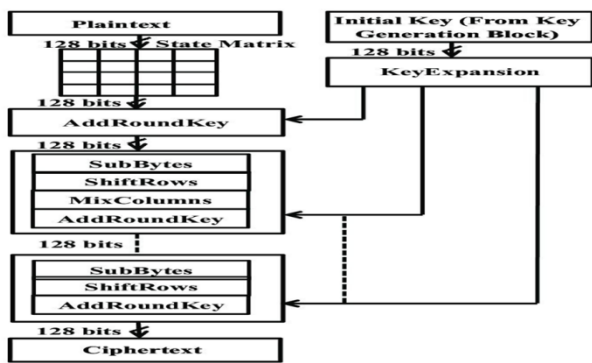 Plaintext
128 bits State Matrix
128 bits
AddRoundKey
128 bits
SubBytes
ShiftRows
MixColumns
AddRoundKey
128 bits
SubBytes
ShiftRows
AddRoundKey
128 bits
Ciphertext
Initial Key (From Key
Generation Block)
128 bits
KeyExpansion